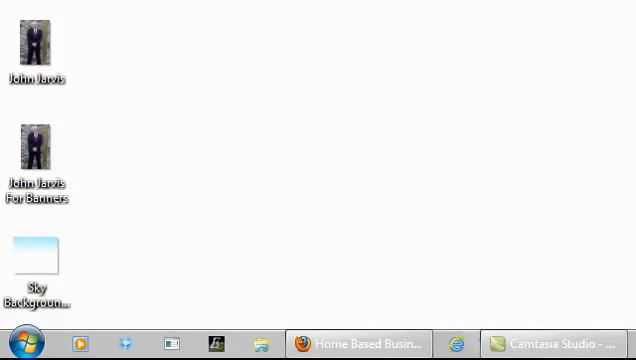 John Jarvis
John Jarvis
For Banners
Sky
Backgroun...
Home Based Busin...
Camtasia Studio - ...